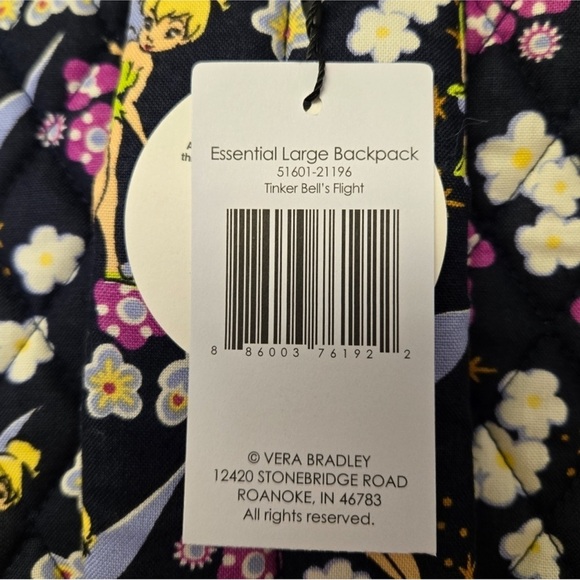 Essential Large Backpack
51601-21196
Tinker Bell's Flight
8 86003 76192 2
© VERA BRADLEY
12420 STONEBRIDGE ROAD
ROANOKE, IN 46783
All rights reserved.